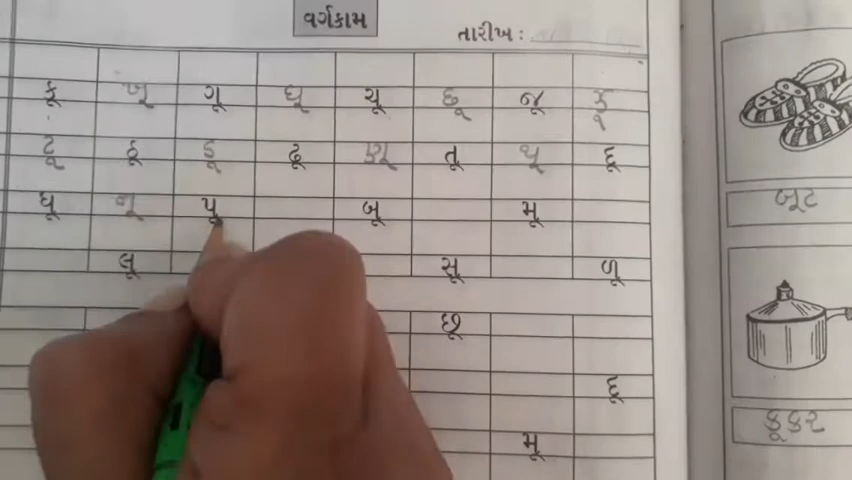 વર્ગકામ
તારીખ :
કૂ ખૂ ગૂ ઘૂ ચૂ છૂ જૂ ઝૂ
ટૂ ઠૂ ડૂ ઢૂ ણૂ તૂ થૂ દૂ
ધૂ નૂ પૂ બૂ મૂ
લૂ સૂ ળૂ
છૂ
દૂ
મૂ
બૂટ
કૂકર